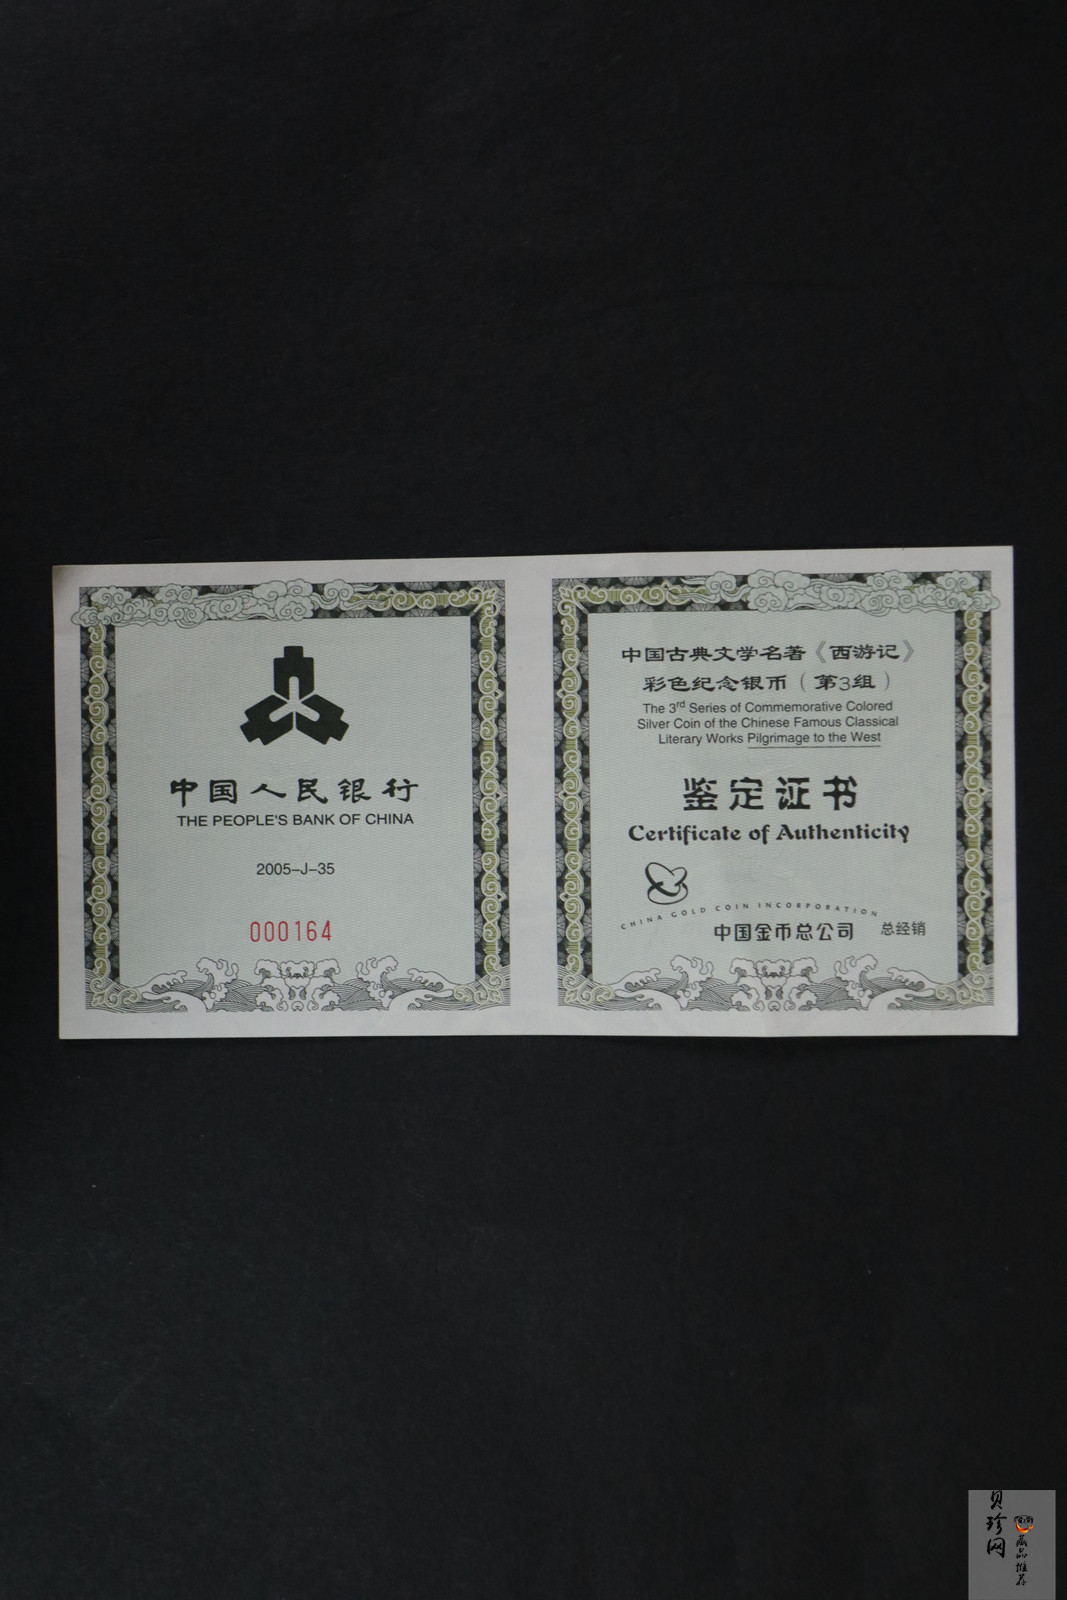 中国人民银行
THE PEOPLE'S BANK OF CHINA
2005-J-35
000164
中国古典文学名著《西游记》
彩色纪念银币(第3组)
The 3rd Series of Commemorative Colored
Silver Coin of the Chinese Famous Classical
Literary Works Pilgrimage to the West
鉴定证书
Certificate of Authenticity
CHINA GOLD COIN INCORPORATION
中国金币总公司 总经销
贝珍网
藏品推荐